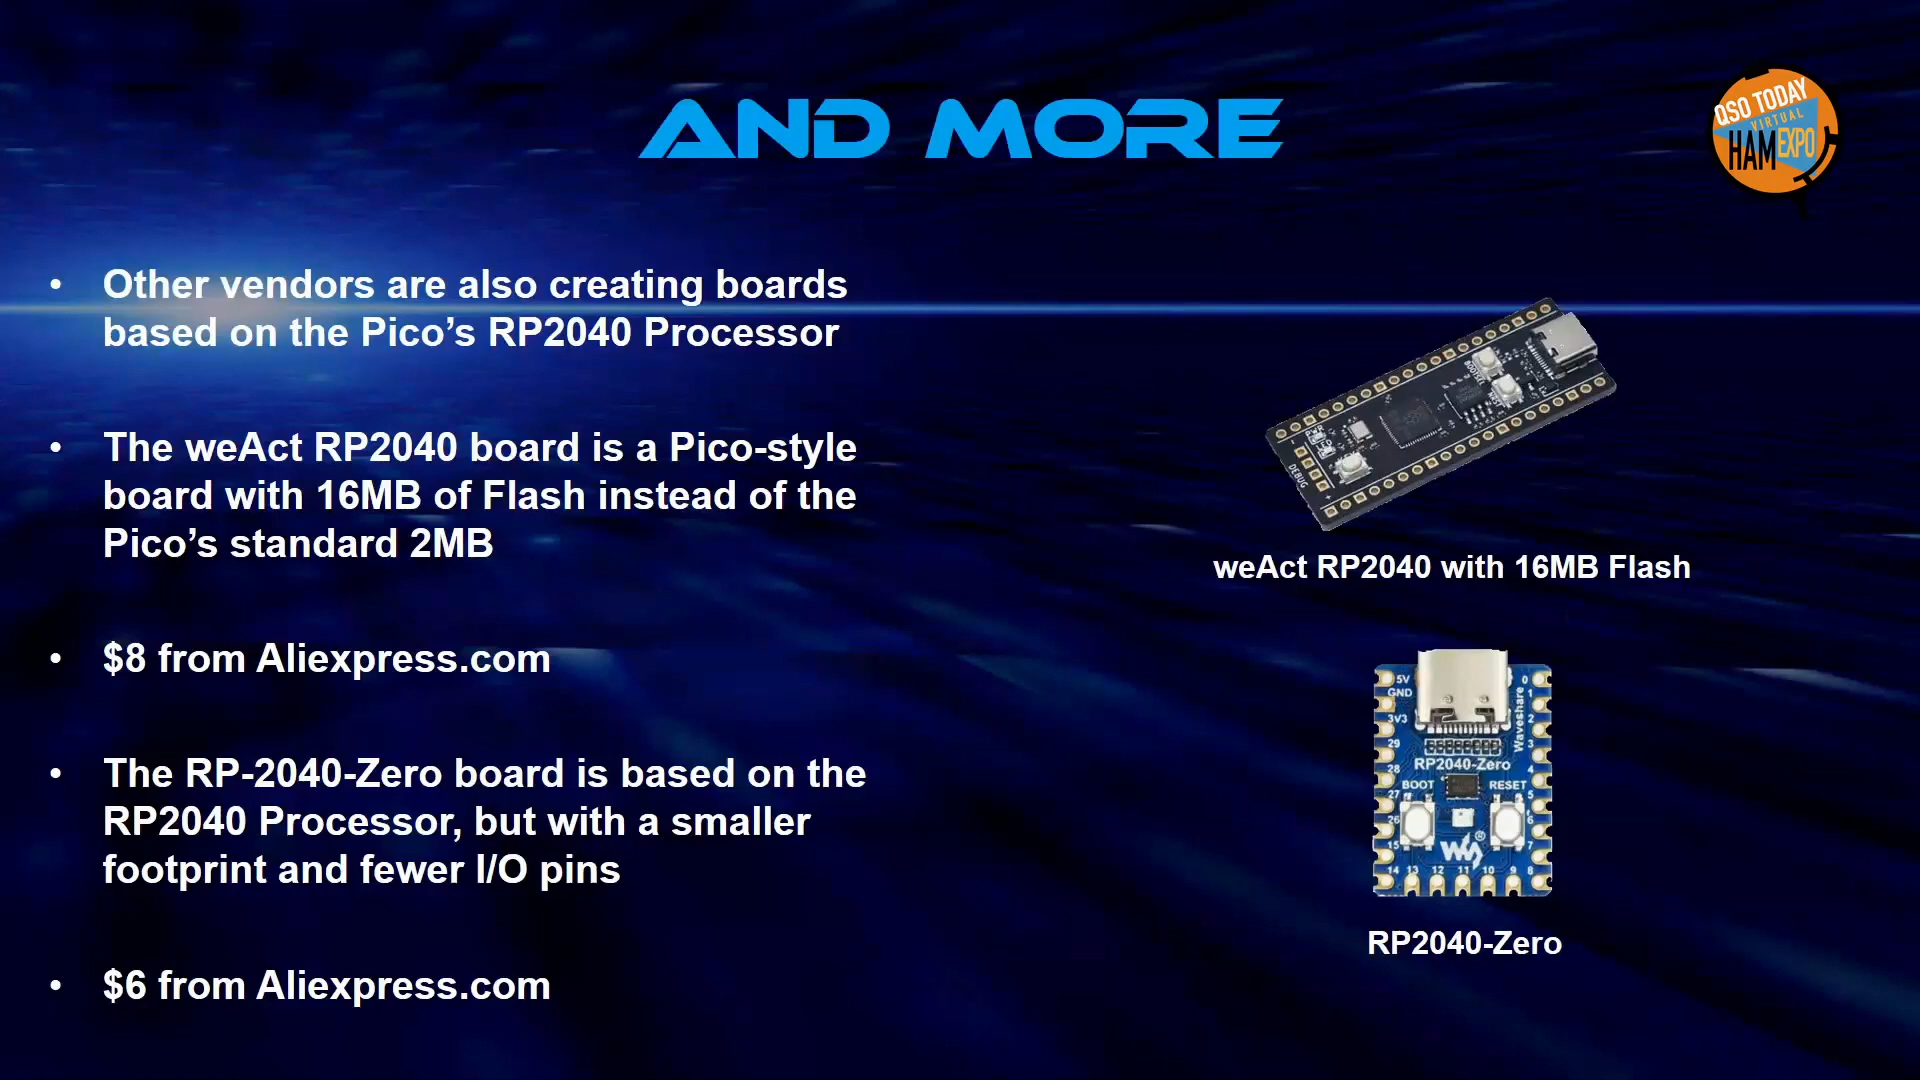 AND MORE
QSO TODAY
VIRTUAL
HAM EXPO
• Other vendors are also creating boards
based on the Pico’s RP2040 Processor
• The weAct RP2040 board is a Pico-style
board with 16MB of Flash instead of the
Pico’s standard 2MB
• $8 from Aliexpress.com
• The RP-2040-Zero board is based on the
RP2040 Processor, but with a smaller
footprint and fewer I/O pins
• $6 from Aliexpress.com
BOOTSEL
DEBUG
weAct RP2040 with 16MB Flash
5V
GND
3V3
29
28
27
26
15
14
13
12
11
10
9
8
7
6
5
4
3
2
1
0
Waveshare
RP2040-Zero
BOOT
RESET
RP2040-Zero